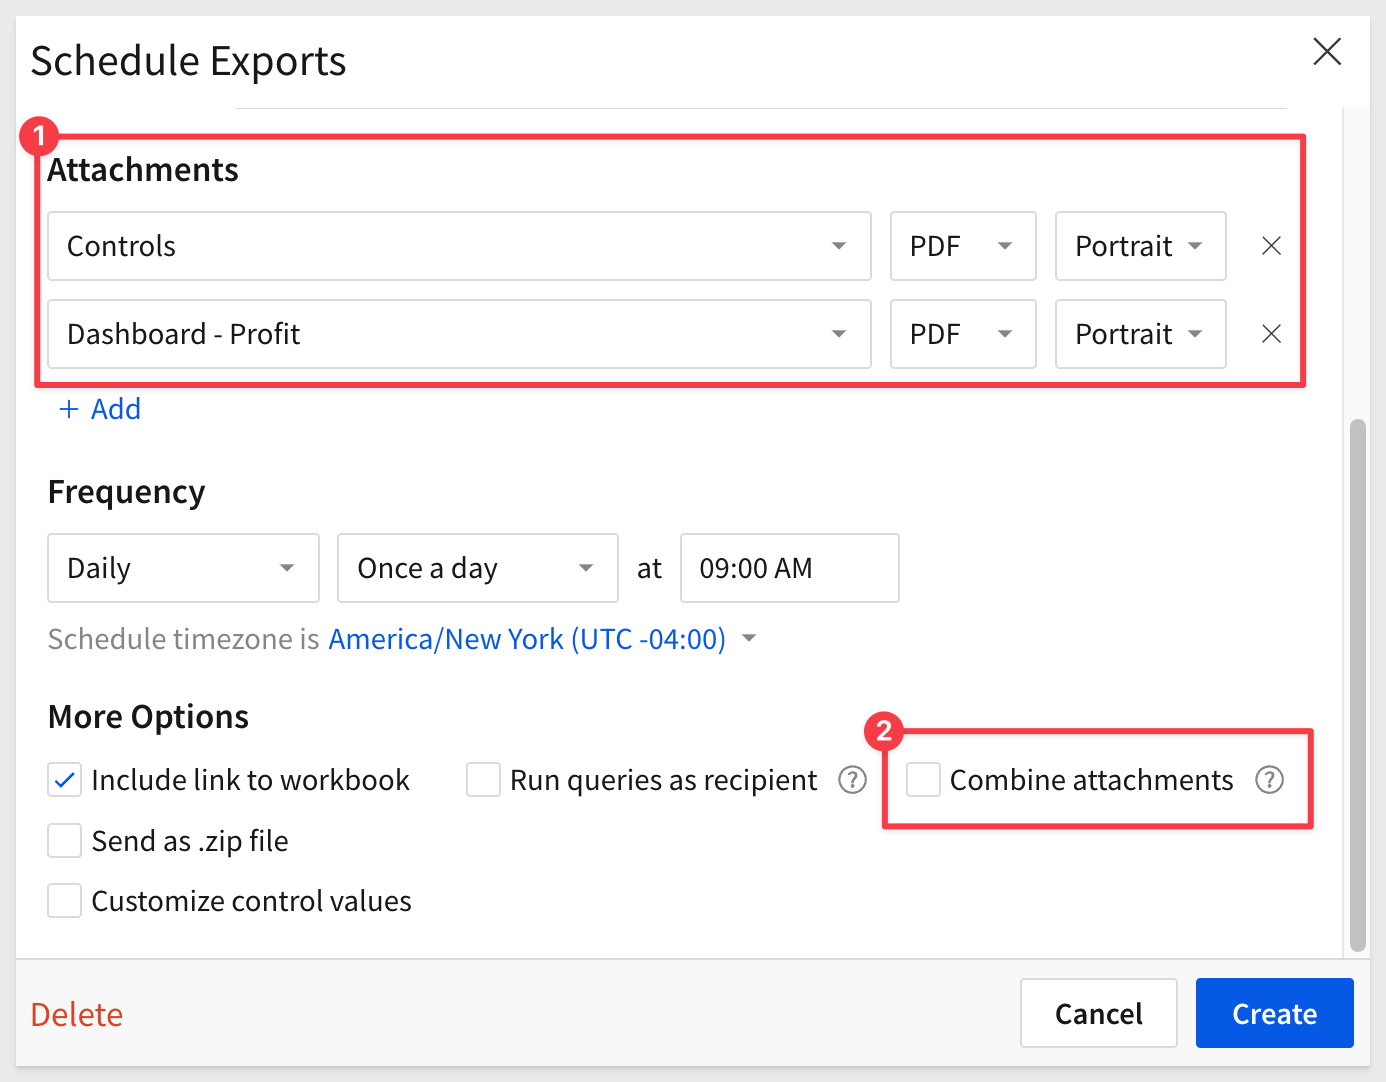 Schedule Exports
1
Attachments
Controls PDF Portrait
Dashboard - Profit PDF Portrait
+ Add
Frequency
Daily Once a day at 09:00 AM
Schedule timezone is America/New York (UTC -04:00)
More Options
2
Include link to workbook Run queries as recipient ? Combine attachments ?
Send as .zip file
Customize control values
Delete Cancel Create